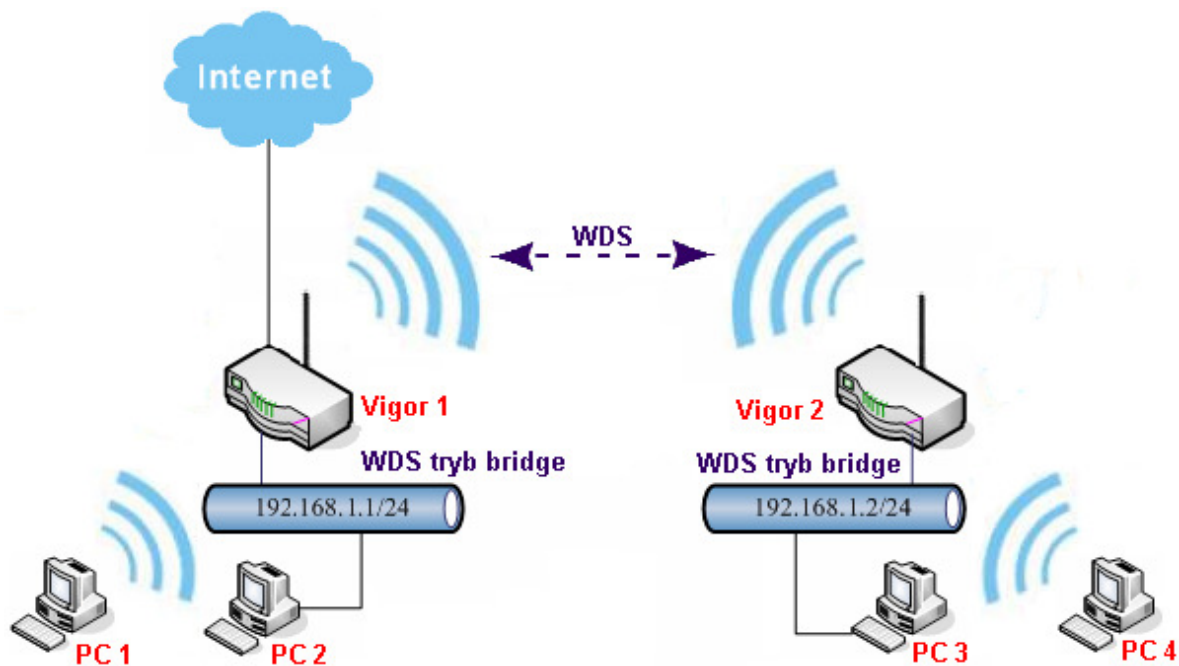 Internet
WDS
Vigor 1
Vigor 2
WDS tryb bridge
WDS tryb bridge
192.168.1.1/24
192.168.1.2/24
PC 1
PC 2
PC 3
PC 4